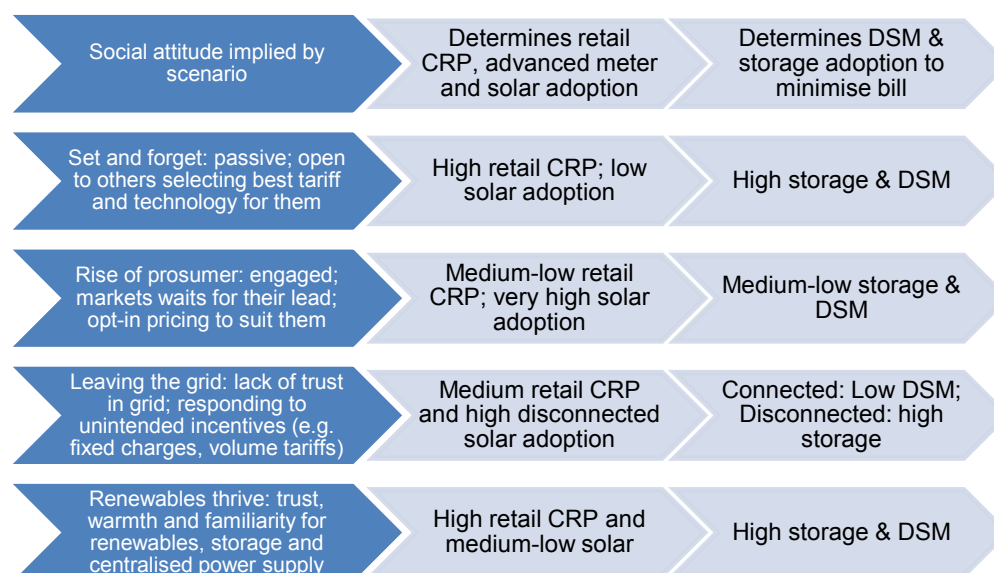 Social attitude implied by
scenario
Determines retail
CRP, advanced meter
and solar adoption
Determines DSM &
storage adoption to
minimise bill
Set and forget: passive; open
to others selecting best tariff
and technology for them
High retail CRP; low
solar adoption
High storage & DSM
Rise of prosumer: engaged;
markets waits for their lead;
opt-in pricing to suit them
Medium-low retail
CRP; very high solar
adoption
Medium-low storage &
DSM
Leaving the grid: lack of trust
in grid; responding to
unintended incentives (e.g.
fixed charges, volume tariffs)
Medium retail CRP
and high disconnected
solar adoption
Connected: Low DSM;
Disconnected: high
storage
Renewables thrive: trust,
warmth and familiarity for
renewables, storage and
centralised power supply
High retail CRP and
medium-low solar
High storage & DSM